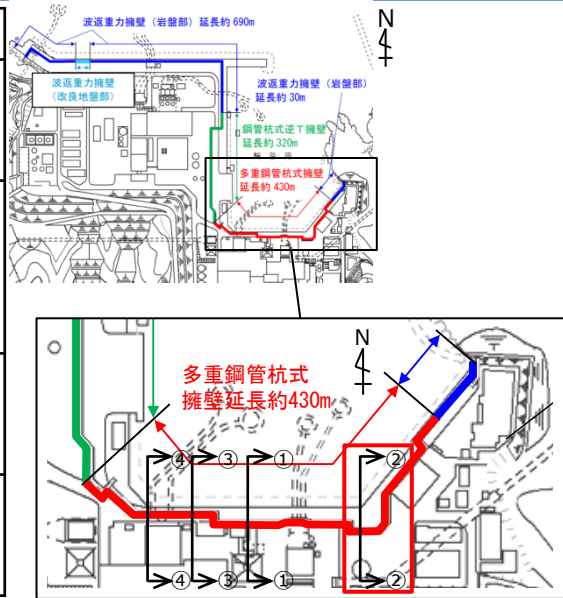 波返重力擁壁（岩盤部）延長約 690m
N
波返重力擁壁
（改良地盤部）
波返重力擁壁（岩盤部）
延長約 30m
鋼管杭式逆Ｔ擁壁
延長約 320m
多重鋼管杭式擁壁
延長約 430m
N
多重鋼管杭式
擁壁延長約430m
④ ③ ① ②
④ ③ ① ②